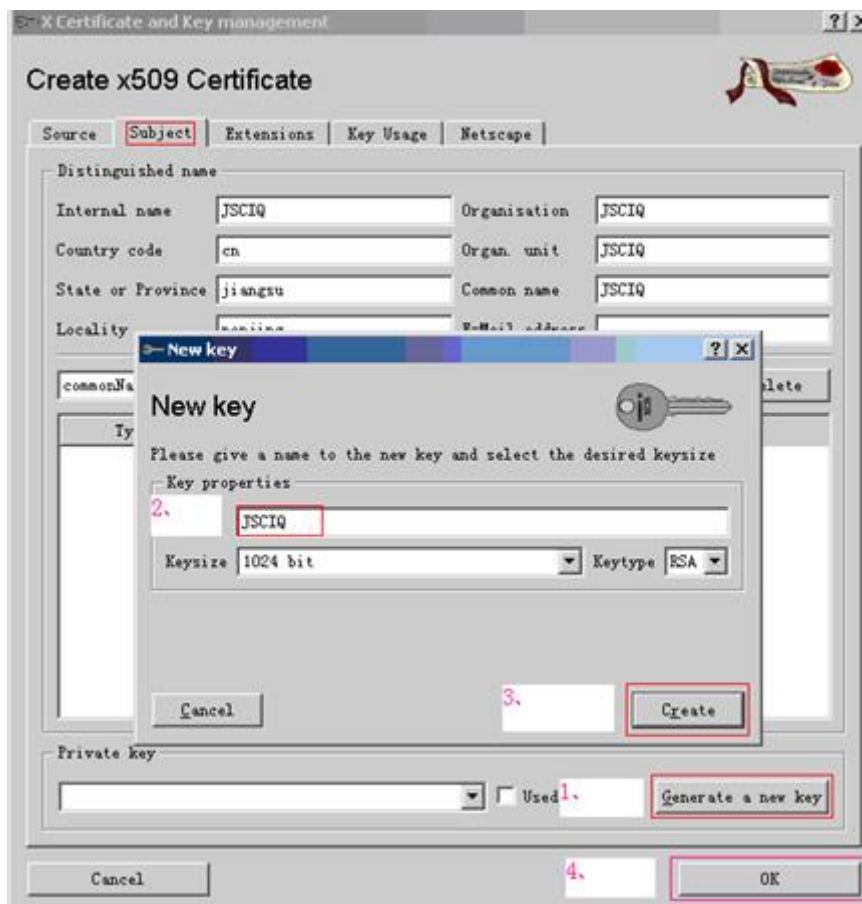 X Certificate and Key management
Create x509 Certificate
Source Subject Extensions Key Usage Netscape
Distinguished name
Internal name JSCIQ Organisation JSCIQ
Country code cn Organ. unit JSCIQ
State or Province jiangsu Common name JSCIQ
Locality
New key
New key
Please give a name to the new key and select the desired keysize
Key properties
2、 JSCIQ
Keysize 1024 bit Keytype RSA
3、
Cancel Create
Private key
Used 1、 Generate a new key
Cancel 4、 OK